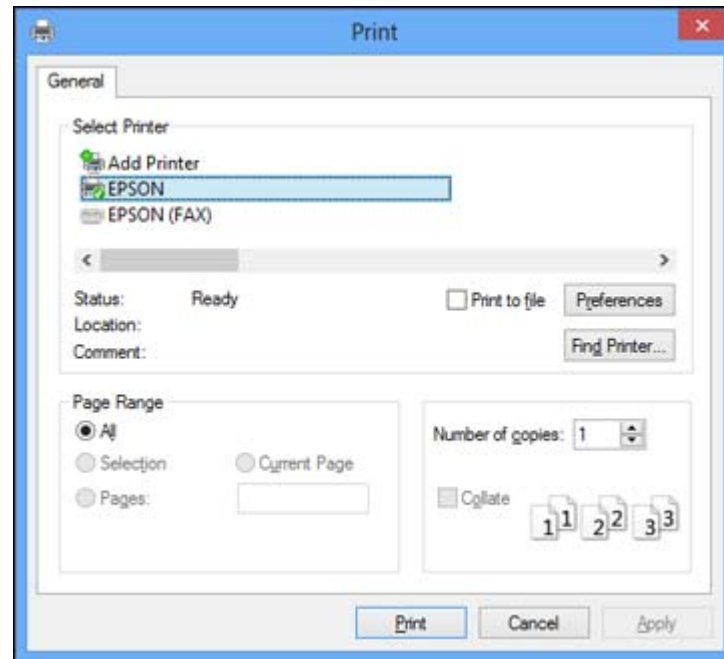 Print
General
Select Printer
Add Printer
EPSON
EPSON (FAX)
Status: Ready
Print to file
Preferences
Location:
Comment:
Find Printer...
Page Range
All
Selection
Current Page
Pages:
Number of copies: 1
Collate
1 1 2 2 3 3
Print
Cancel
Apply